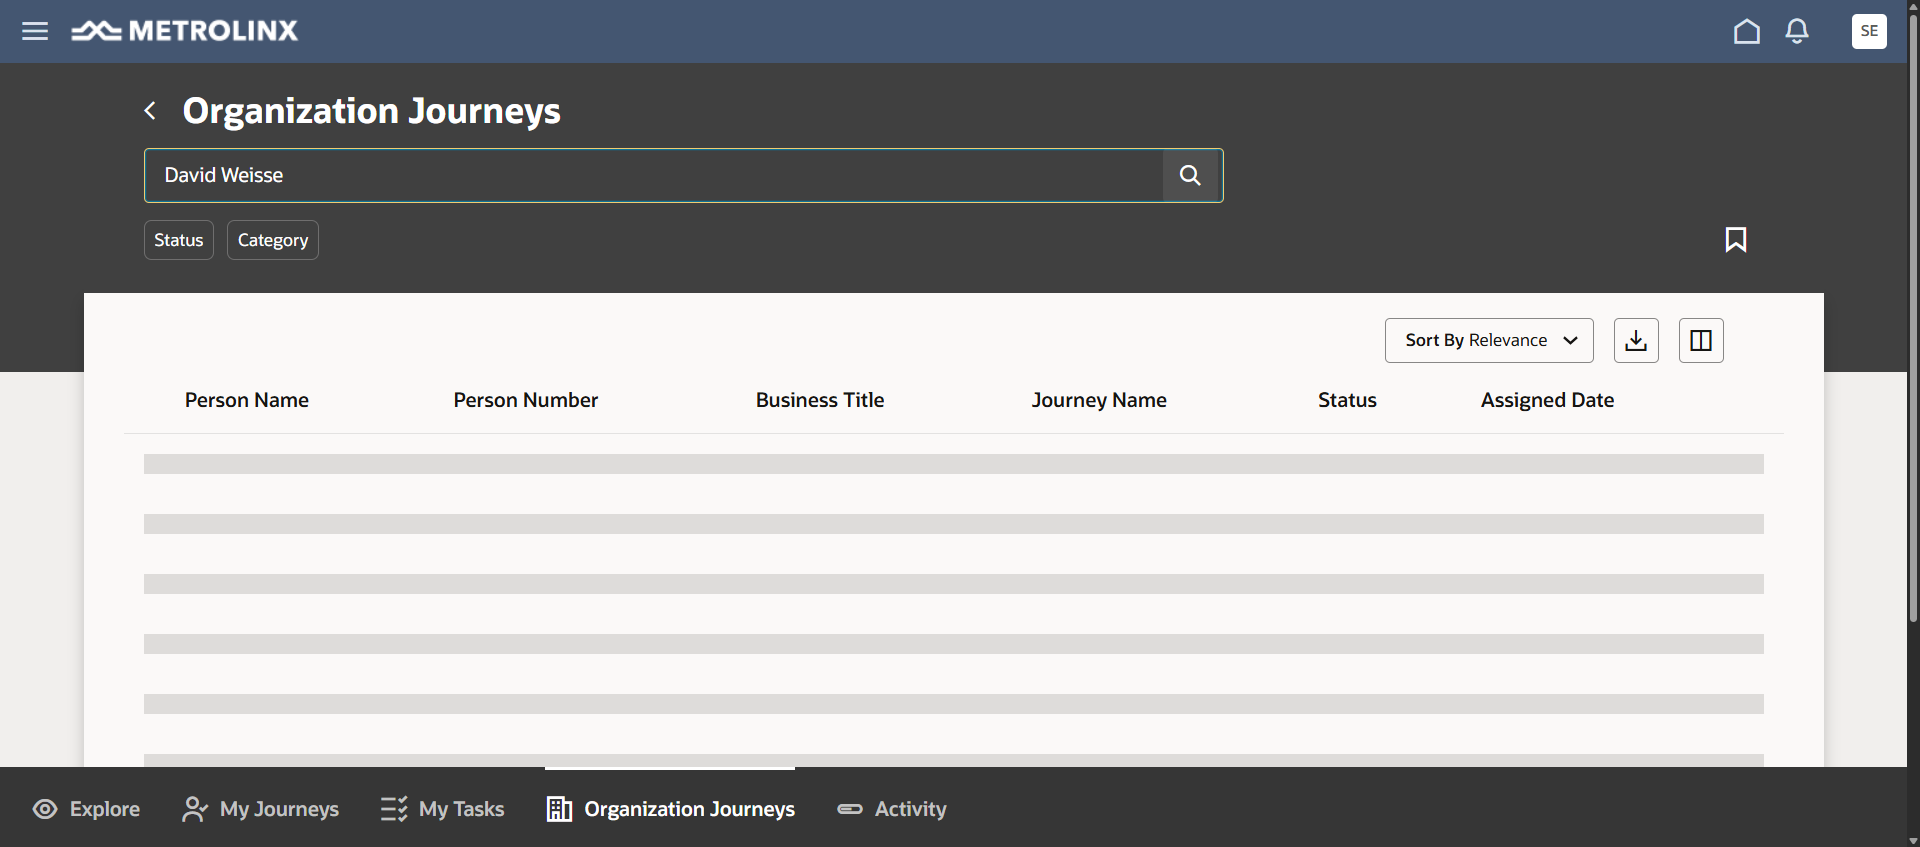 METROLINX
SE
Organization Journeys
David Weisse
Status Category
Sort By Relevance
Person Name Person Number Business Title Journey Name Status Assigned Date
Explore My Journeys My Tasks Organization Journeys Activity